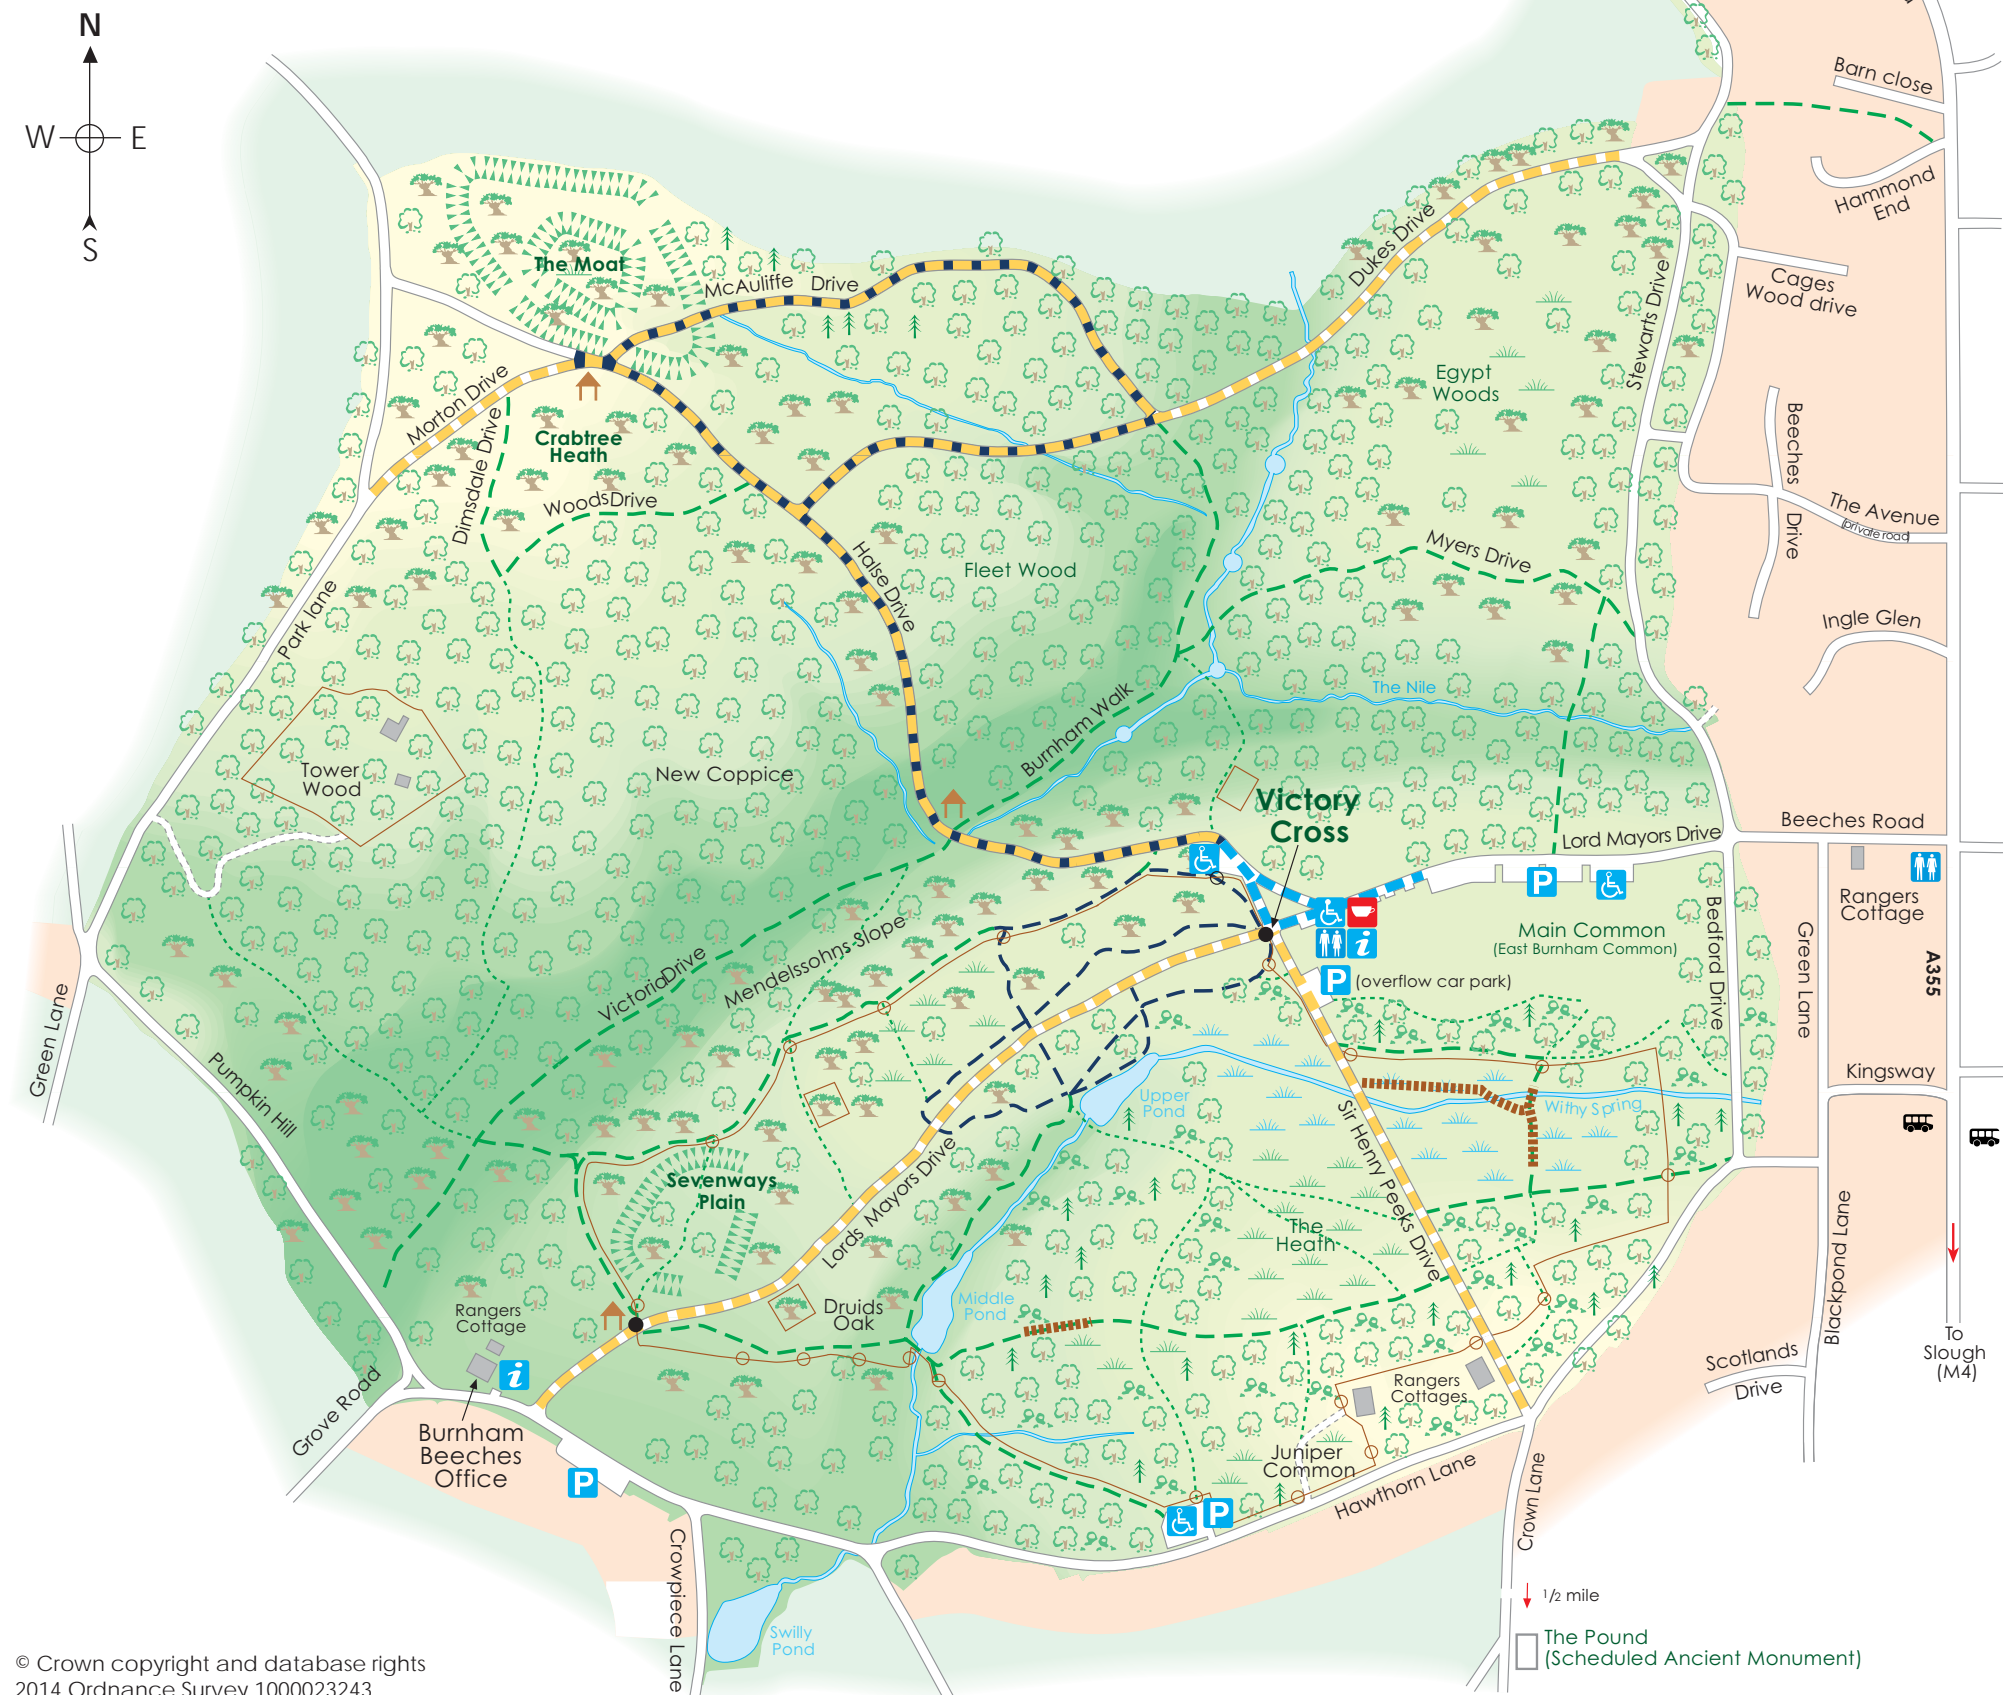 N
W
E
S
Barn close
Hammond
End
Cages
Wood drive
Dukes Drive
Stewarts Drive
The Moat
McAuliffe Drive
Morton Drive
Crabtree
Heath
Dimsdale Drive
Woods Drive
Egypt
Woods
Beeches
Drive
The Avenue
private road
Halse Drive
Fleet Wood
Myers Drive
Ingle Glen
Park lane
The Nile
Burnham Walk
Tower
Wood
New Coppice
Victory
Cross
Lord Mayors Drive
Beeches Road
P
Rangers
Cottage
Main Common
(East Burnham Common)
Bedford Drive
Green Lane
A355
i
P
(overflow car park)
Victoria Drive
Mendelssohns Slope
Green Lane
Pumpkin Hill
Kingsway
Upper
Pond
Withy Spring
Sir Henry Peeks Drive
Sevenways
Plain
Lords Mayors Drive
The
Heath
Blackpond Lane
Rangers
Cottage
Druids
Oak
Middle
Pond
To
Slough
(M4)
Scotlands
Drive
i
Rangers
Cottages
Grove Road
Burnham
Beeches
Office
P
Juniper
Common
Hawthorn Lane
P
Crown Lane
Crowpiece Lane
1/2 mile
Swilly
Pond
The Pound
(Scheduled Ancient Monument)
© Crown copyright and database rights
2014 Ordnance Survey 1000023243